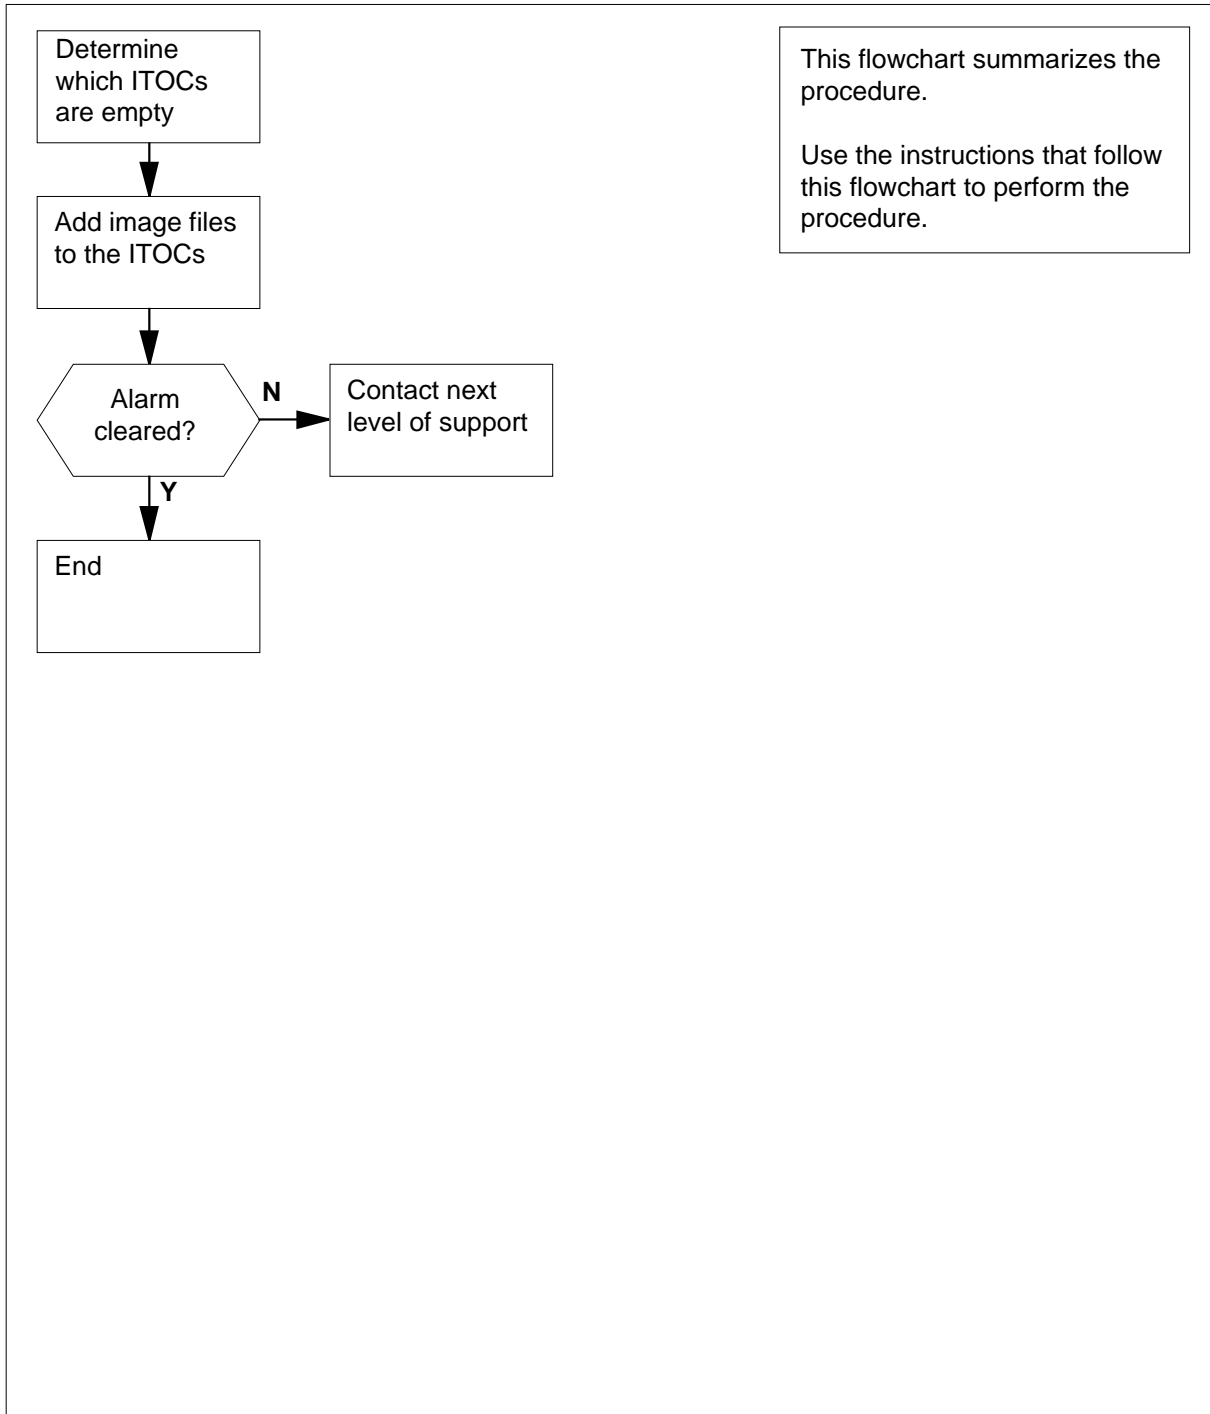 Determine
which ITOCs
are empty
This flowchart summarizes the
procedure.
Use the instructions that follow
this flowchart to perform the
procedure.
Add image files
to the ITOCs
Alarm
cleared?
N
Contact next
level of support
Y
End